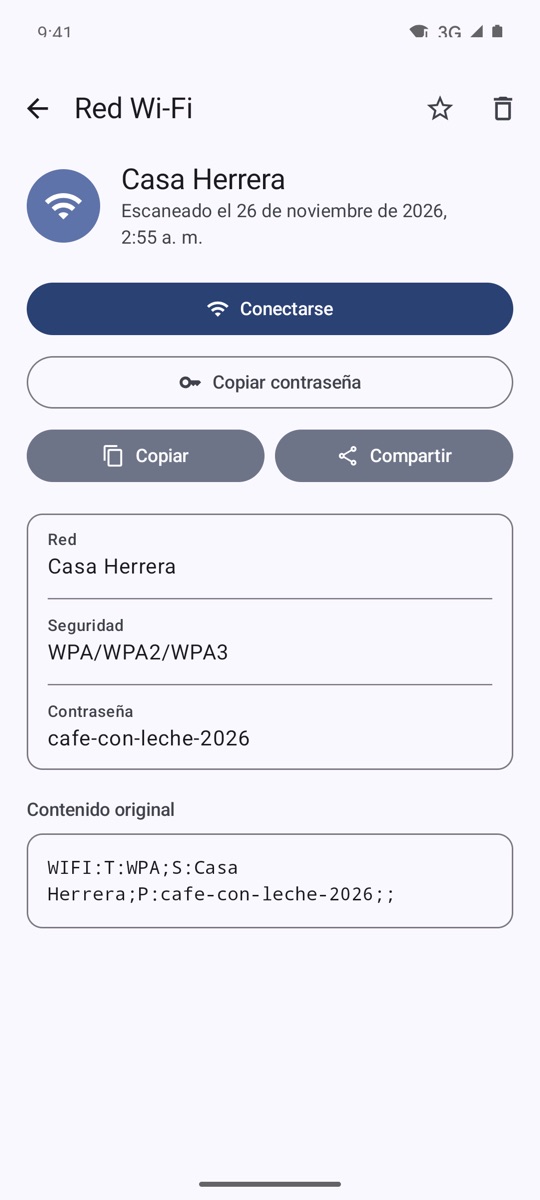 9:41
3G
Red Wi-Fi
Casa Herrera
Escaneado el 26 de noviembre de 2026,
2:55 a. m.
Conectarse
Copiar contraseña
Copiar
Compartir
Red
Casa Herrera
Seguridad
WPA/WPA2/WPA3
Contraseña
cafe-con-leche-2026
Contenido original
WIFI:T:WPA;S:Casa
Herrera;P:cafe-con-leche-2026;;